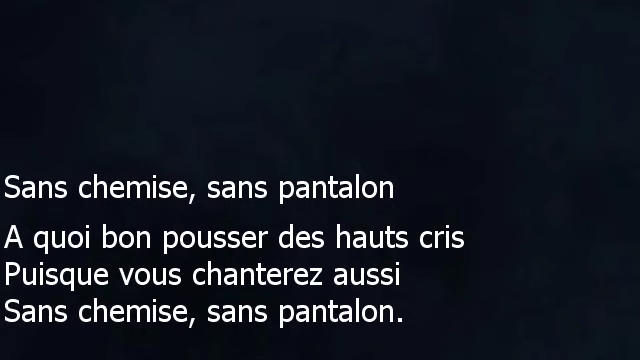 Sans chemise, sans pantalon
A quoi bon pousser des hauts cris
Puisque vous chanterez aussi
Sans chemise, sans pantalon.